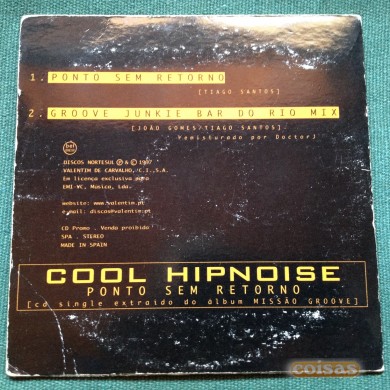 1. PONTO SEM RETORNO
[TIAGO SANTOS]
2. GROOVE JUNKIE BAR DO RIO MIX
[JOÃO GOMES/TIAGO SANTOS]
remisturado por DoctorJ
DISCOS NORTESUL ℗ & © 1997
VALENTIM DE CARVALHO, C.I.,S.A.
Em licença exclusiva para
EMI-VC, Música, Lda.
website: www.valentim.pt
e.mail: discos@valentim.pt
CD Promo . Venda proibida
SPA . STEREO
MADE IN SPAIN
COOL HIPNOISE
PONTO SEM RETORNO
[cd single extraído do álbum MISSÃO GROOVE]
coisas